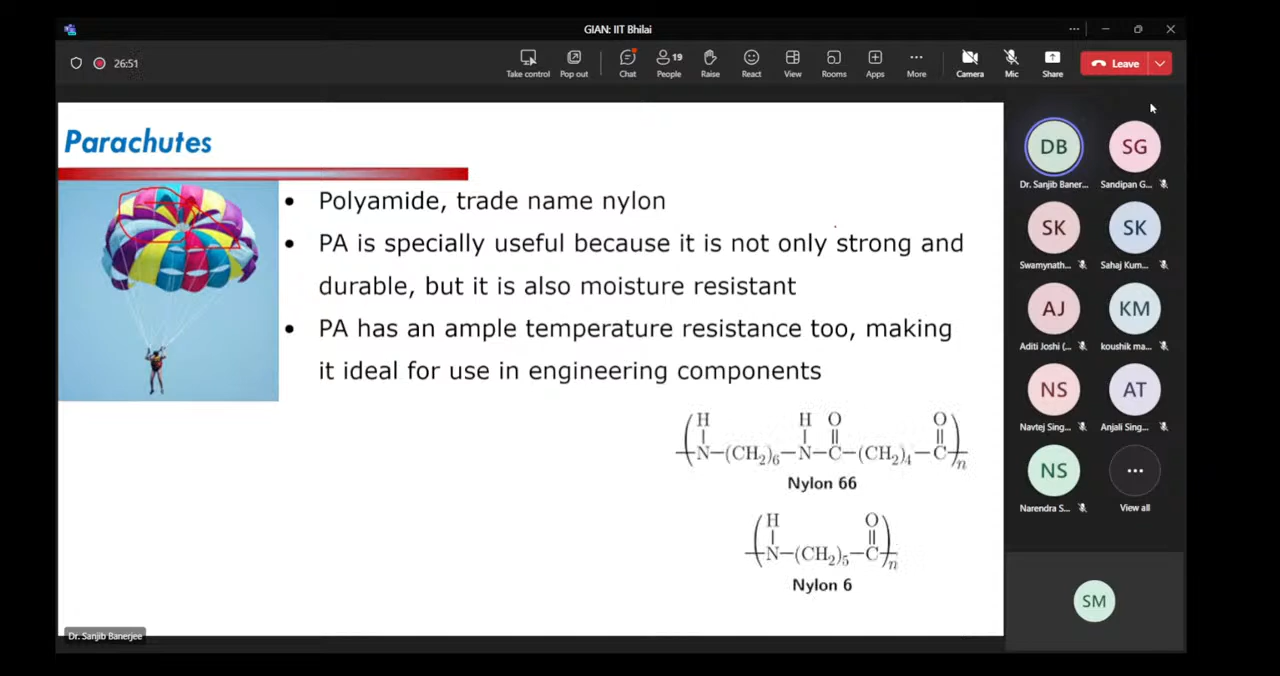 GIAN: IIT Bhilai
26:51
Take control
Pop out
Chat
19
People
Raise
React
View
Rooms
Apps
More
Camera
Mic
Share
Leave
Parachutes
• Polyamide, trade name nylon
• PA is specially useful because it is not only strong and
durable, but it is also moisture resistant
• PA has an ample temperature resistance too, making
it ideal for use in engineering components
H H O O
(N–(CH₂)₆–N–C–(CH₂)₄–C)n
Nylon 66
H O
(N–(CH₂)₅–C)n
Nylon 6
Dr. Sanjib Banerjee
DB SG
Dr. Sanjib Baner... Sandipan G...
SK SK
Swamynath... Sahaj Kum...
AJ KM
Aditi Joshi (... koushik ma...
NS AT
Navtej Sing... Anjali Sing...
NS ...
Narendra S... View all
SM